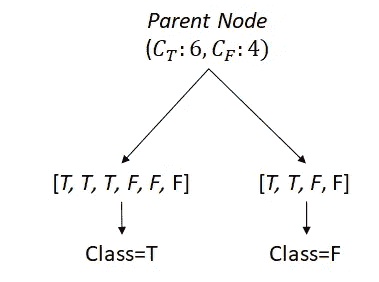 Parent Node
(C_T: 6, C_F: 4)
[T, T, T, F, F, F]
[T, T, F, F]
Class=T
Class=F